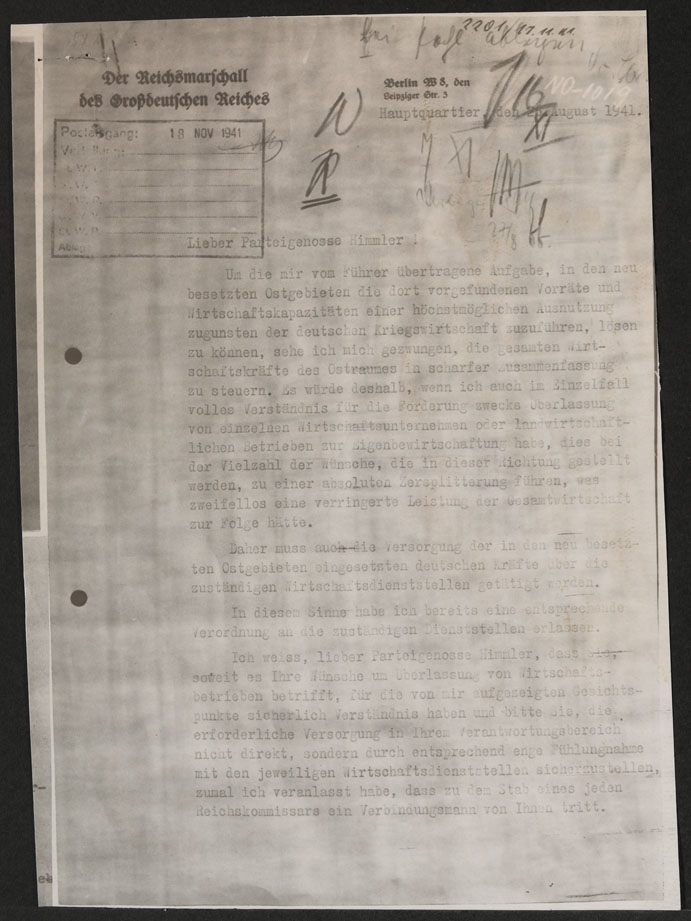 2201/
NO-1019
Der Reichsmarschall
des Großdeutschen Reiches
Berlin W 8, den
Leipziger Str. 3
Hauptquartier, den August 1941.
Posteingang: 18 NOV 1941
XI
XI
Lieber Parteigenosse Himmler !
Um die mir vom Führer übertragene Aufgabe, in den neu
besetzten Ostgebieten die dort vorgefundenen Vorräte und
Wirtschaftskapazitäten einer höchstmöglichen Ausnutzung
zugunsten der deutschen Kriegswirtschaft zuzuführen, lösen
zu können, sehe ich mich gezwungen, die gesamten Wirt-
schaftskräfte des Ostraumes in scharfer Zusammenfassung
zu steuern. Es würde deshalb, wenn ich auch im Einzelfall
volles Verständnis für die Forderung zwecks Überlassung
von einzelnen Wirtschaftsunternehmen oder landwirtschaft-
lichen Betrieben zur Eigenbewirtschaftung habe, dies bei
der Vielzahl der Wünsche, die in dieser Richtung gestellt
werden, zu einer absoluten Zersplitterung führen, was
zweifellos eine verringerte Leistung der Gesamtwirtschaft
zur Folge hätte.
Daher muss auch die Versorgung der in den neu besetz-
ten Ostgebieten eingesetzten deutschen Kräfte über die
zuständigen Wirtschaftsdienststellen getätigt werden.
In diesem Sinne habe ich bereits eine entsprechende
Verordnung an die zuständigen Dienststellen erlassen.
Ich weiss, lieber Parteigenosse Himmler, dass Sie,
soweit es Ihre Wünsche um Überlassung von Wirtschafts-
betrieben betrifft, für die von mir aufgezeigten Gesichts-
punkte sicherlich Verständnis haben und bitte Sie, die
erforderliche Versorgung in Ihrem Verantwortungsbereich
nicht direkt, sondern durch entsprechend enge Fühlungnahme
mit den jeweiligen Wirtschaftsdienststellen sicherzustellen,
zumal ich veranlasst habe, dass zu dem Stab eines jeden
Reichskommissars ein Verbindungsmann von Ihnen tritt.